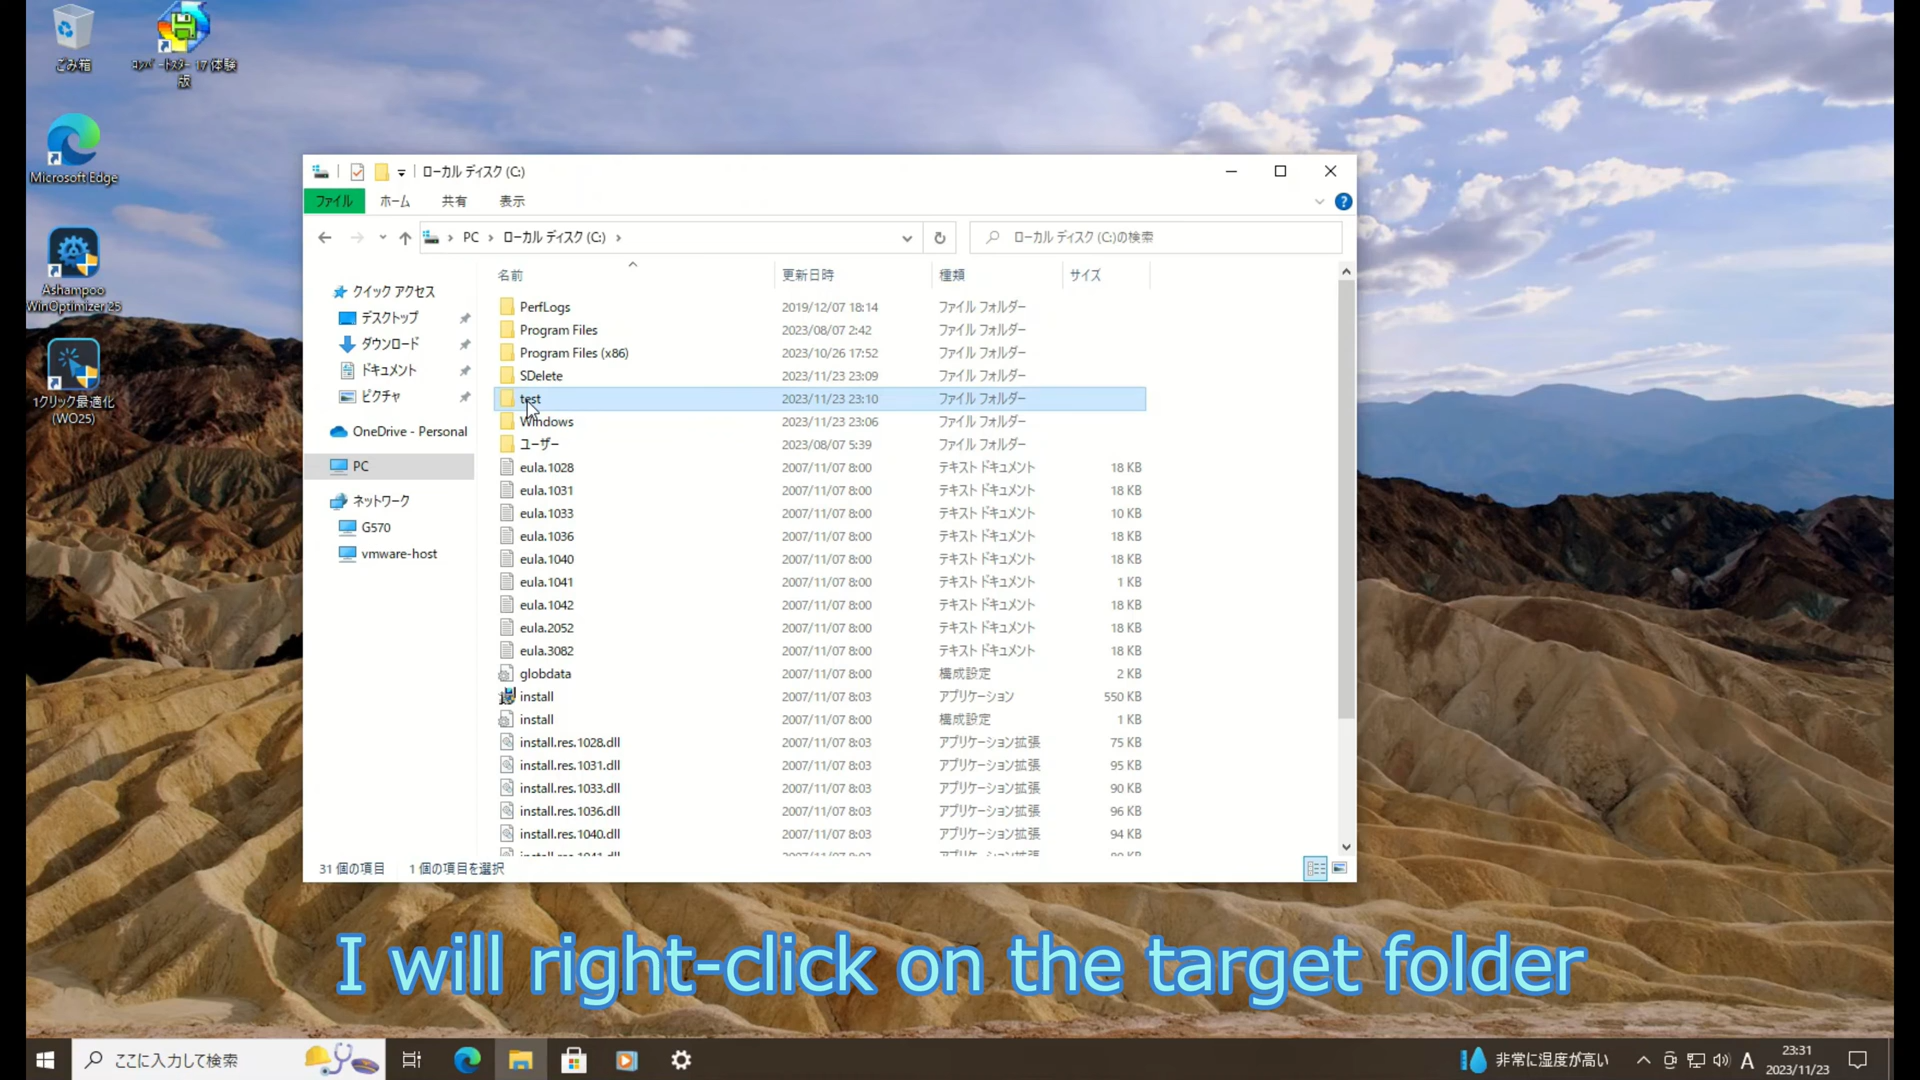 ごみ箱
体験
版
Microsoft Edge
Ashampoo
WinOptimizer 25
1クリック最適化
(WO25)
ローカル ディスク (C:)
ファイル ホーム 共有 表示
PC ローカル ディスク (C:)
ローカル ディスク (C:)の検索
クイック アクセス
デスクトップ
ダウンロード
ドキュメント
ピクチャ
OneDrive - Personal
PC
ネットワーク
G570
vmware-host
名前 更新日時 種類 サイズ
PerfLogs 2019/12/07 18:14 ファイル フォルダー
Program Files 2023/08/07 2:42 ファイル フォルダー
Program Files (x86) 2023/10/26 17:52 ファイル フォルダー
SDelete 2023/11/23 23:09 ファイル フォルダー
test 2023/11/23 23:10 ファイル フォルダー
Windows 2023/11/23 23:06 ファイル フォルダー
ユーザー 2023/08/07 5:39 ファイル フォルダー
eula.1028 2007/11/07 8:00 テキスト ドキュメント 18 KB
eula.1031 2007/11/07 8:00 テキスト ドキュメント 18 KB
eula.1033 2007/11/07 8:00 テキスト ドキュメント 10 KB
eula.1036 2007/11/07 8:00 テキスト ドキュメント 18 KB
eula.1040 2007/11/07 8:00 テキスト ドキュメント 18 KB
eula.1041 2007/11/07 8:00 テキスト ドキュメント 1 KB
eula.1042 2007/11/07 8:00 テキスト ドキュメント 18 KB
eula.2052 2007/11/07 8:00 テキスト ドキュメント 18 KB
eula.3082 2007/11/07 8:00 テキスト ドキュメント 18 KB
globdata 2007/11/07 8:00 構成設定 2 KB
install 2007/11/07 8:03 アプリケーション 550 KB
install 2007/11/07 8:00 構成設定 1 KB
install.res.1028.dll 2007/11/07 8:03 アプリケーション拡張 75 KB
install.res.1031.dll 2007/11/07 8:03 アプリケーション拡張 95 KB
install.res.1033.dll 2007/11/07 8:03 アプリケーション拡張 90 KB
install.res.1036.dll 2007/11/07 8:03 アプリケーション拡張 96 KB
install.res.1040.dll 2007/11/07 8:03 アプリケーション拡張 94 KB
31 個の項目 1 個の項目を選択
I will right-click on the target folder
ここに入力して検索
非常に湿度が高い
A
23:31
2023/11/23